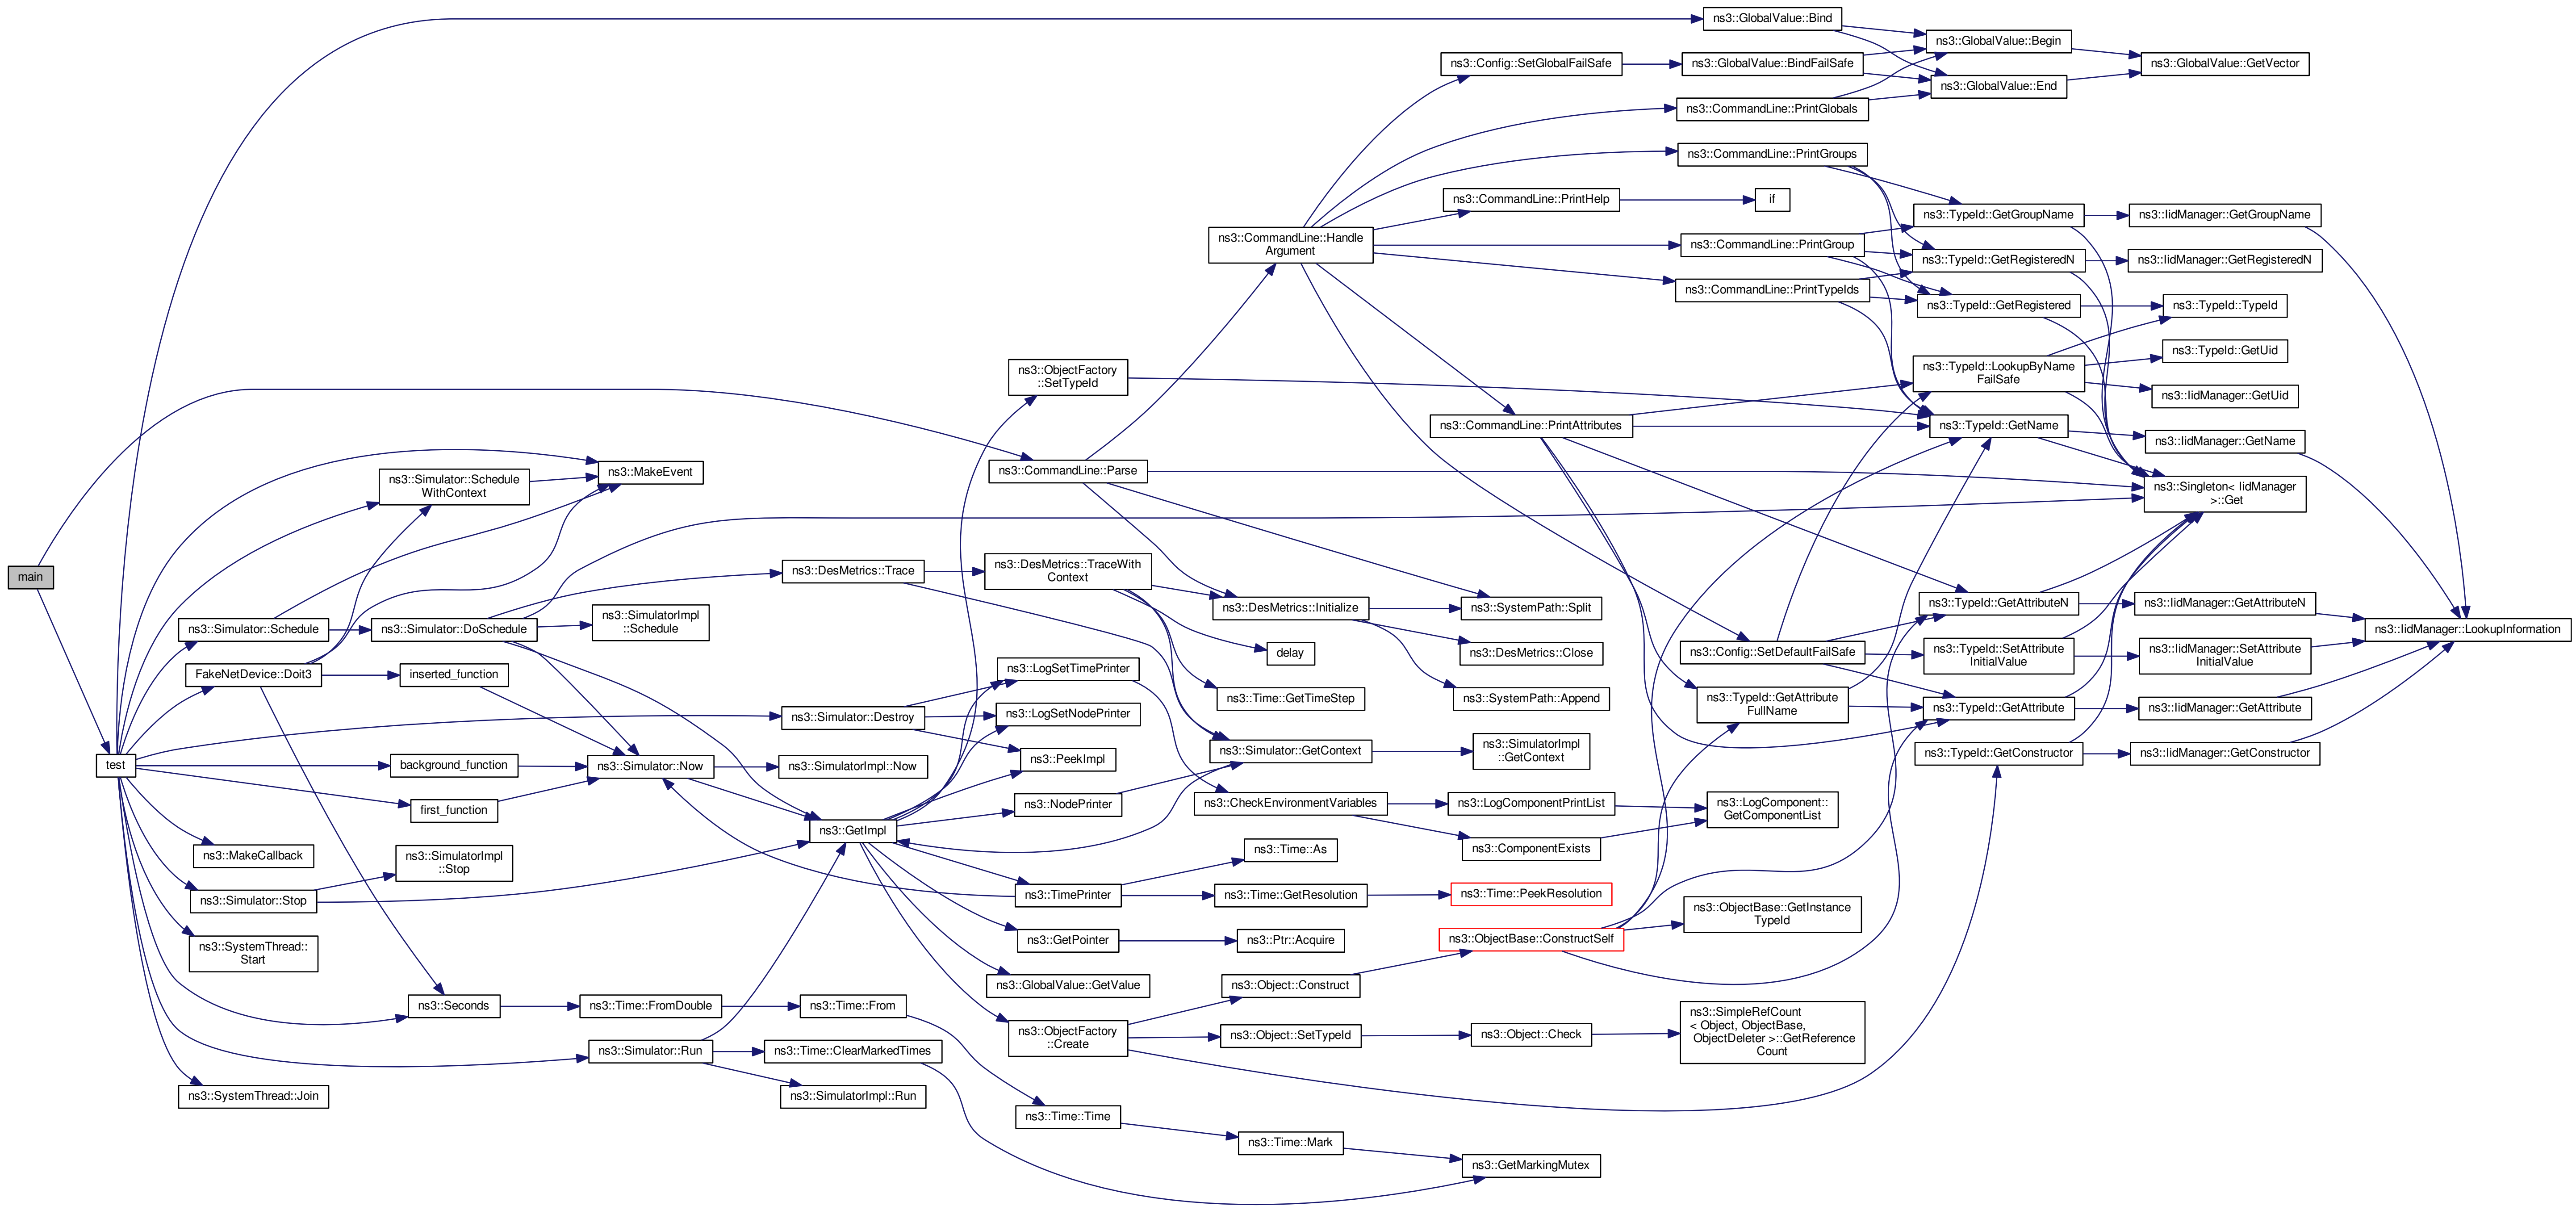 main
test
ns3::Simulator::Schedule
FakeNetDevice::Doit3
ns3::MakeCallback
ns3::Simulator::Stop
ns3::SystemThread::
Start
ns3::SystemThread::Join
ns3::Simulator::Schedule
WithContext
ns3::Simulator::DoSchedule
inserted_function
background_function
first_function
ns3::SimulatorImpl
::Stop
ns3::Seconds
ns3::MakeEvent
ns3::SimulatorImpl
::Schedule
ns3::Simulator::Now
ns3::Time::FromDouble
ns3::Simulator::Run
ns3::DesMetrics::Trace
ns3::Simulator::Destroy
ns3::SimulatorImpl::Now
ns3::GetImpl
ns3::Time::From
ns3::Time::ClearMarkedTimes
ns3::SimulatorImpl::Run
ns3::ObjectFactory
::SetTypeId
ns3::CommandLine::Parse
ns3::DesMetrics::TraceWith
Context
ns3::LogSetTimePrinter
ns3::LogSetNodePrinter
ns3::PeekImpl
ns3::NodePrinter
ns3::TimePrinter
ns3::GetPointer
ns3::GlobalValue::GetValue
ns3::ObjectFactory
::Create
ns3::Time::Time
ns3::CommandLine::Handle
Argument
ns3::DesMetrics::Initialize
delay
ns3::Time::GetTimeStep
ns3::Simulator::GetContext
ns3::CheckEnvironmentVariables
ns3::Time::As
ns3::Time::GetResolution
ns3::Ptr::Acquire
ns3::Object::Construct
ns3::Object::SetTypeId
ns3::Time::Mark
ns3::Config::SetGlobalFailSafe
ns3::CommandLine::PrintHelp
ns3::CommandLine::PrintAttributes
ns3::SystemPath::Split
ns3::DesMetrics::Close
ns3::SystemPath::Append
ns3::SimulatorImpl
::GetContext
ns3::LogComponentPrintList
ns3::ComponentExists
ns3::Time::PeekResolution
ns3::ObjectBase::ConstructSelf
ns3::Object::Check
ns3::GetMarkingMutex
ns3::GlobalValue::Bind
ns3::GlobalValue::BindFailSafe
ns3::CommandLine::PrintGlobals
ns3::CommandLine::PrintGroups
if
ns3::CommandLine::PrintGroup
ns3::CommandLine::PrintTypeIds
ns3::Config::SetDefaultFailSafe
ns3::TypeId::GetAttribute
FullName
ns3::LogComponent::
GetComponentList
ns3::ObjectBase::GetInstance
TypeId
ns3::SimpleRefCount
< Object, ObjectBase,
ObjectDeleter >::GetReference
Count
ns3::GlobalValue::Begin
ns3::GlobalValue::End
ns3::TypeId::GetGroupName
ns3::TypeId::GetRegisteredN
ns3::TypeId::GetRegistered
ns3::TypeId::LookupByName
FailSafe
ns3::TypeId::GetName
ns3::TypeId::GetAttributeN
ns3::TypeId::SetAttribute
InitialValue
ns3::TypeId::GetAttribute
ns3::TypeId::GetConstructor
ns3::GlobalValue::GetVector
ns3::IidManager::GetGroupName
ns3::IidManager::GetRegisteredN
ns3::TypeId::TypeId
ns3::TypeId::GetUid
ns3::IidManager::GetUid
ns3::IidManager::GetName
ns3::Singleton< IidManager
>::Get
ns3::IidManager::GetAttributeN
ns3::IidManager::SetAttribute
InitialValue
ns3::IidManager::GetAttribute
ns3::IidManager::GetConstructor
ns3::IidManager::LookupInformation